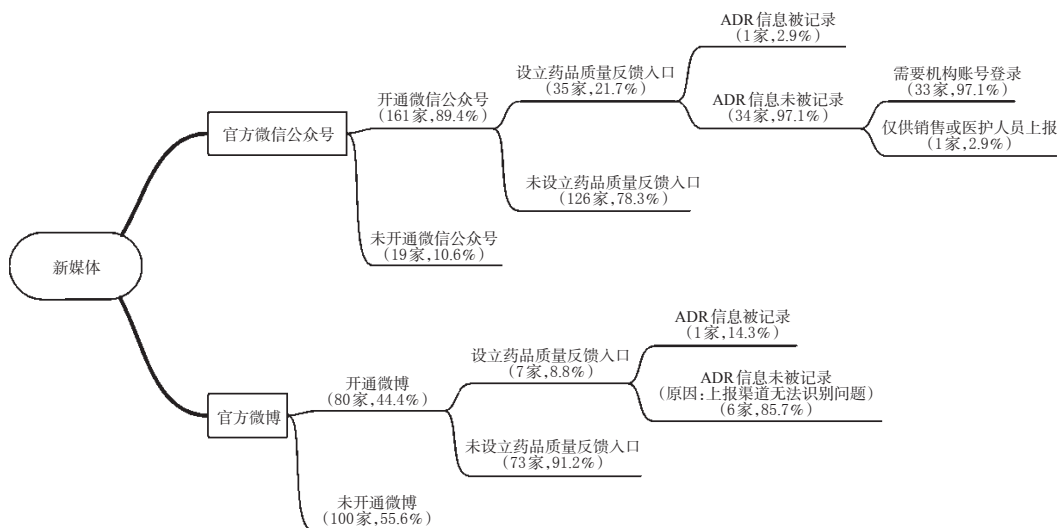 新媒体
官方微信公众号
开通微信公众号
(161家,89.4%)
设立药品质量反馈入口
(35家,21.7%)
ADR信息被记录
(1家,2.9%)
ADR信息未被记录
(34家,97.1%)
需要机构账号登录
(33家,97.1%)
仅供销售或医护人员上报
(1家,2.9%)
未设立药品质量反馈入口
(126家,78.3%)
未开通微信公众号
(19家,10.6%)
官方微博
开通微博
(80家,44.4%)
设立药品质量反馈入口
(7家,8.8%)
ADR信息被记录
(1家,14.3%)
ADR信息未被记录
(原因:上报渠道无法识别问题)
(6家,85.7%)
未设立药品质量反馈入口
(73家,91.2%)
未开通微博
(100家,55.6%)